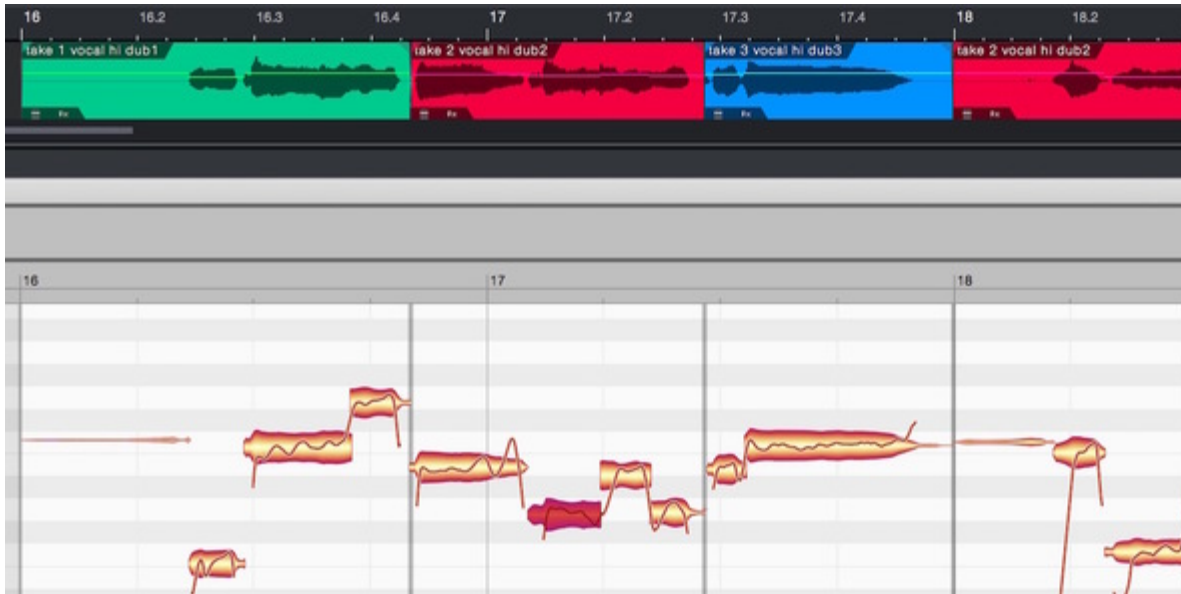 16 16.2 16.3 16.4 17 17.2 17.3 17.4 18 18.2
take 1 vocal hi dub1 take 2 vocal hi dub2 take 3 vocal hi dub3 take 2 vocal hi dub2
16 17 18